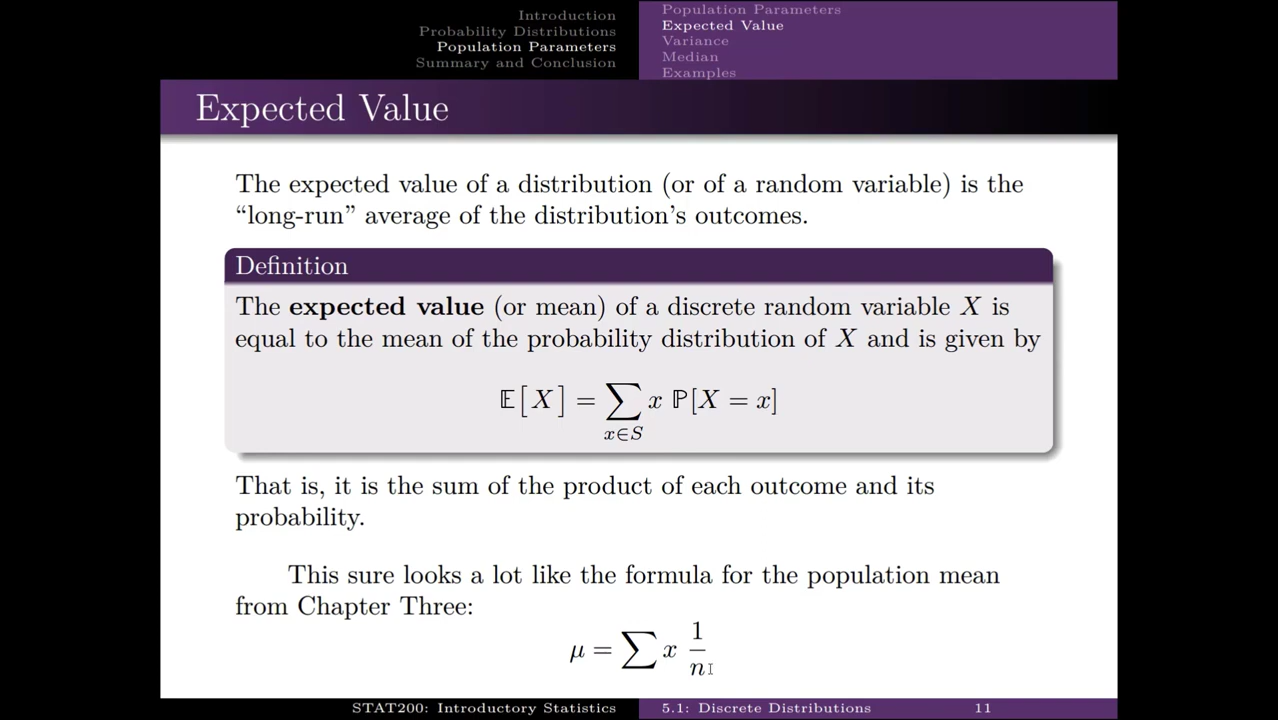 Introduction
Probability Distributions
Population Parameters
Summary and Conclusion
Population Parameters
Expected Value
Variance
Median
Examples
Expected Value
The expected value of a distribution (or of a random variable) is the
“long-run” average of the distribution’s outcomes.
Definition
The expected value (or mean) of a discrete random variable X is
equal to the mean of the probability distribution of X and is given by
𝔼[X] = ∑_{x∈S} x ℙ[X = x]
That is, it is the sum of the product of each outcome and its
probability.
This sure looks a lot like the formula for the population mean
from Chapter Three:
μ = ∑ x 1/n
STAT200: Introductory Statistics
5.1: Discrete Distributions
11